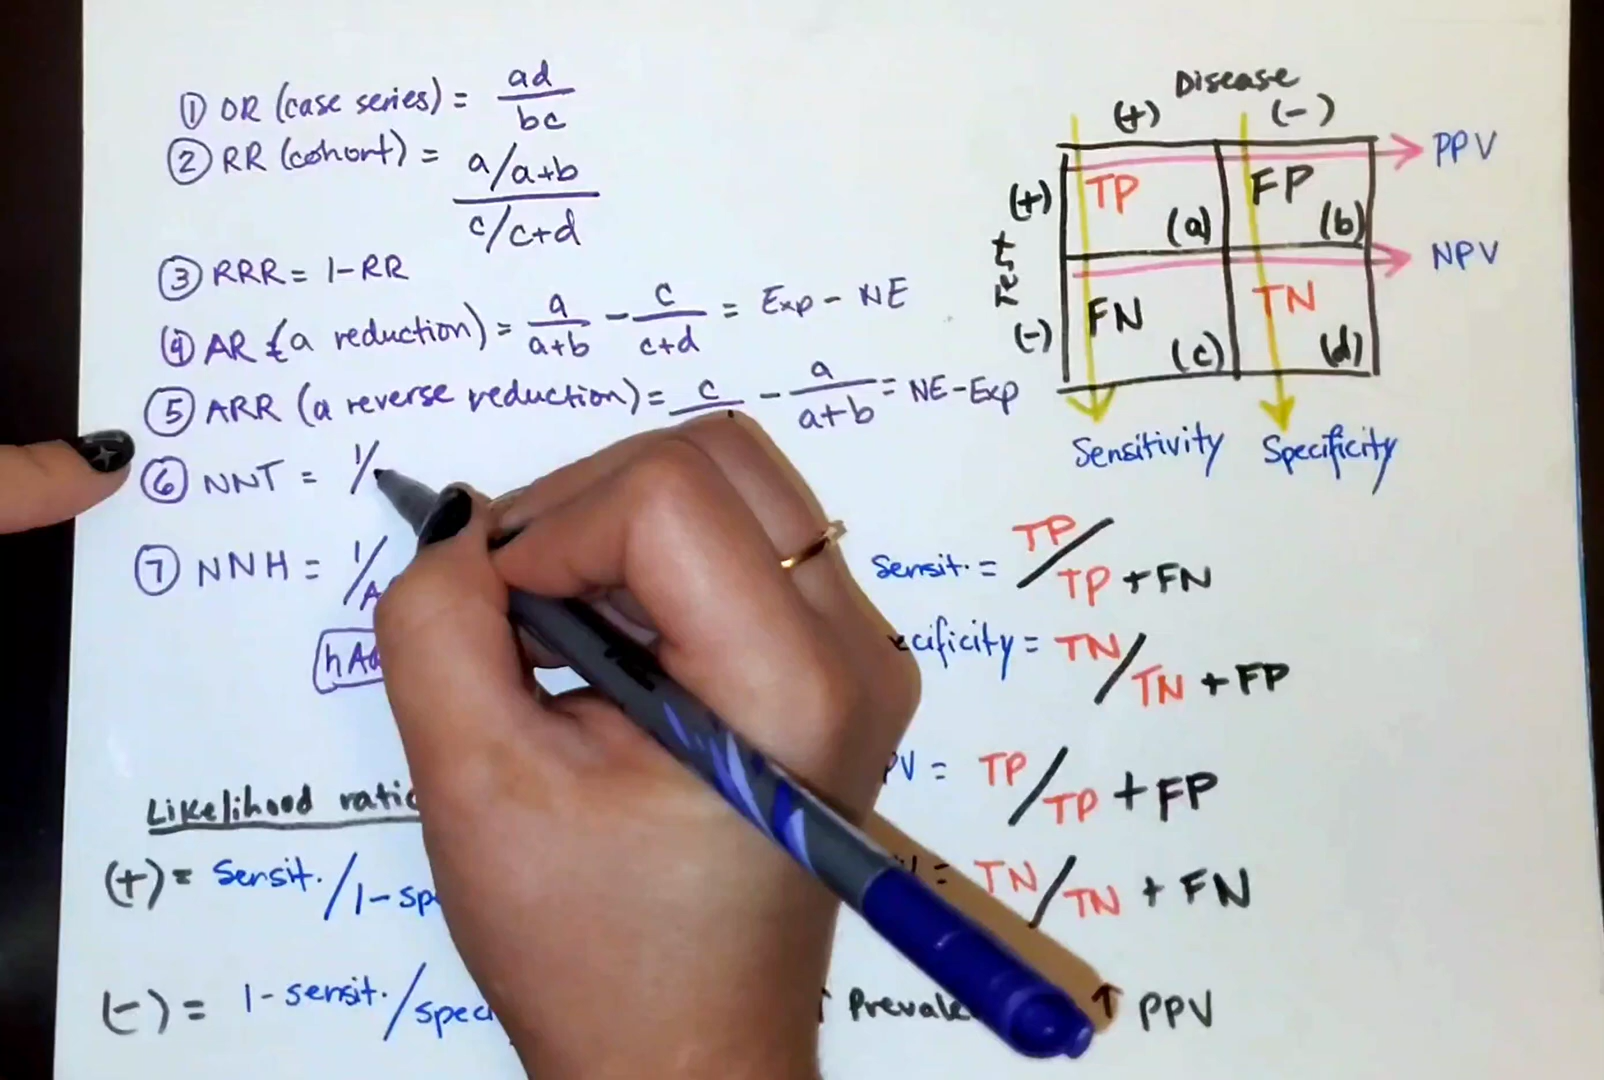 ① OR (case series) = ad/bc
② RR (cohort) = a/a+b / c/c+d
③ RRR = 1-RR
④ AR (a reduction) = a/a+b - c/c+d = Exp - NE
⑤ ARR (a reverse reduction) = c - a/a+b = NE-Exp
⑥ NNT = 1/
⑦ NNH = 1/A
Likelihood
(+) = Sensit. / 1-
(-) = 1-sensit. /
Disease
(+) (-)
Test
(+) TP (a) FP (b) PPV
(-) FN (c) TN (d) NPV
Sensitivity Specificity
Sensit. = TP/TP + FN
= TN/TN + FP
= TP/TP + FP
= TN/TN + FN
↑ PPV